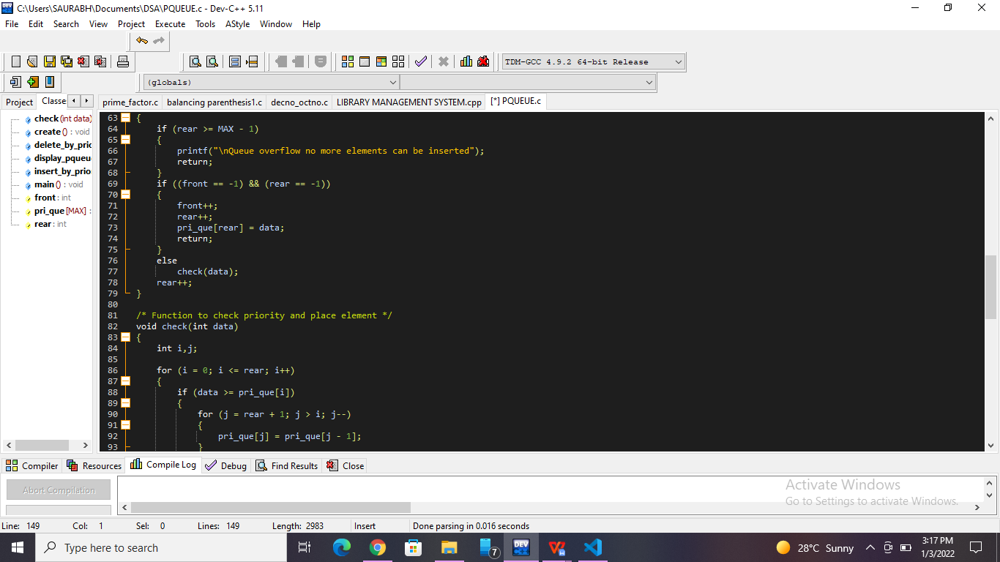 C:\Users\SAURABH\Documents\DSA\PQUEUE.c - Dev-C++ 5.11
File Edit Search View Project Execute Tools AStyle Window Help
TDM-GCC 4.9.2 64-bit Release
(globals)
Project Classe prime_factor.c balancing parenthesis1.c decno_octno.c LIBRARY MANAGEMENT SYSTEM.cpp [*] PQUEUE.c
check (int data)
create () : void
delete_by_pric
display_pqueu
insert_by_prio
main () : void
front : int
pri_que [MAX] :
rear : int
63 {
64 if (rear >= MAX - 1)
65 {
66 printf("\nQueue overflow no more elements can be inserted");
67 return;
68 }
69 if ((front == -1) && (rear == -1))
70 {
71 front++;
72 rear++;
73 pri_que[rear] = data;
74 return;
75 }
76 else
77 check(data);
78 rear++;
79 }
80
81 /* Function to check priority and place element */
82 void check(int data)
83 {
84 int i,j;
85
86 for (i = 0; i <= rear; i++)
87 {
88 if (data >= pri_que[i])
89 {
90 for (j = rear + 1; j > i; j--)
91 {
92 pri_que[j] = pri_que[j - 1];
93 }
Compiler Resources Compile Log Debug Find Results Close
Abort Compilation
Activate Windows
Go to Settings to activate Windows.
Line: 149 Col: 1 Sel: 0 Lines: 149 Length: 2983 Insert Done parsing in 0.016 seconds
Type here to search
7
DEV
28°C Sunny
3:17 PM
1/3/2022